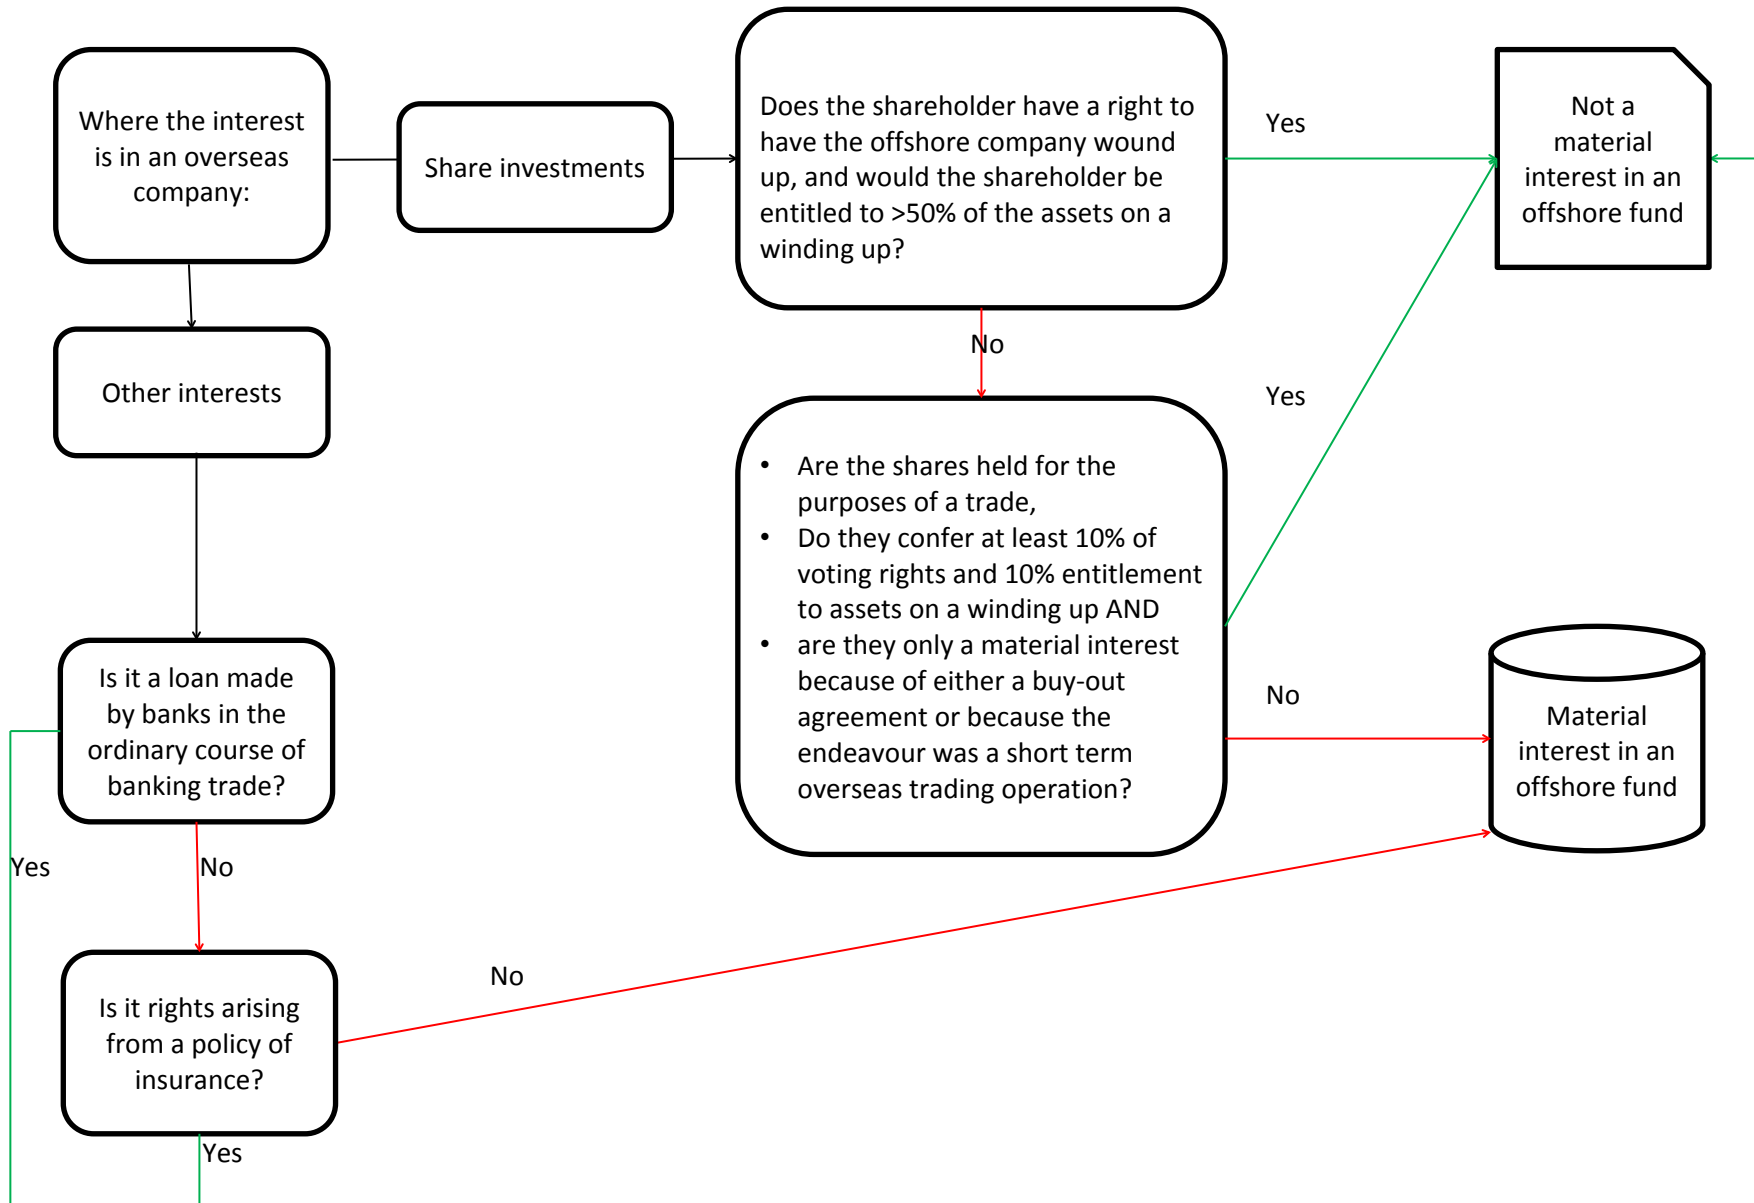 Where the interest
is in an overseas
company:
Share investments
Does the shareholder have a right to
have the offshore company wound
up, and would the shareholder be
entitled to >50% of the assets on a
winding up?
Yes
Not a
material
interest in an
offshore fund
No
Other interests
Yes
• Are the shares held for the
purposes of a trade,
• Do they confer at least 10% of
voting rights and 10% entitlement
to assets on a winding up AND
• are they only a material interest
because of either a buy-out
agreement or because the
endeavour was a short term
overseas trading operation?
No
Material
interest in an
offshore fund
Is it a loan made
by banks in the
ordinary course of
banking trade?
Yes
No
Is it rights arising
from a policy of
insurance?
No
Yes